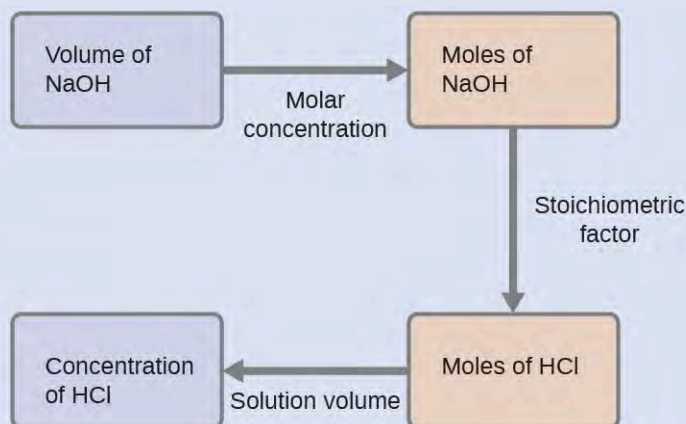 Volume of
NaOH
Molar
concentration
Moles of
NaOH
Stoichiometric
factor
Moles of HCl
Solution volume
Concentration
of HCl